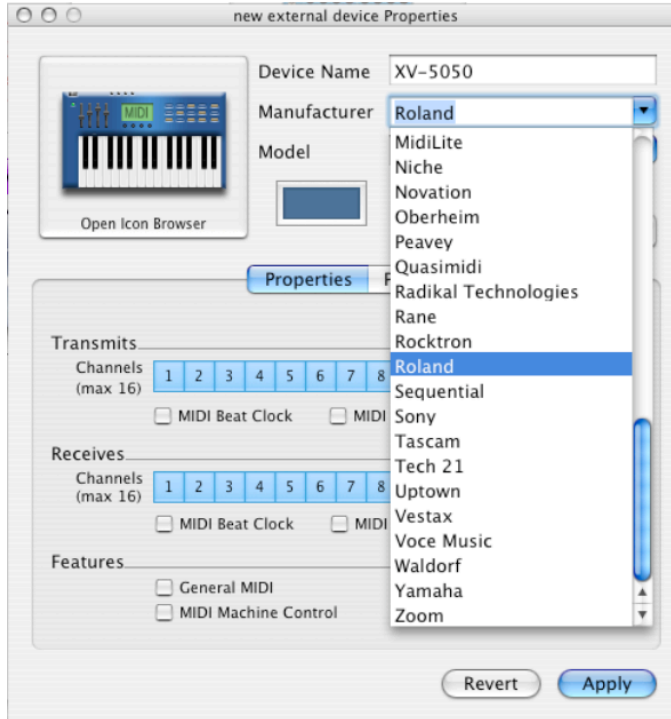 new external device Properties
Device Name XV-5050
Manufacturer Roland
Model
MIDI
Open Icon Browser
MidiLite
Niche
Novation
Oberheim
Peavey
Quasimidi
Radikal Technologies
Rane
Rocktron
Roland
Sequential
Sony
Tascam
Tech 21
Uptown
Vestax
Voce Music
Waldorf
Yamaha
Zoom
Properties
Transmits
Channels
(max 16)
1 2 3 4 5 6 7 8
MIDI Beat Clock MIDI
Receives
Channels
(max 16)
1 2 3 4 5 6 7 8
MIDI Beat Clock MIDI
Features
General MIDI
MIDI Machine Control
Revert Apply